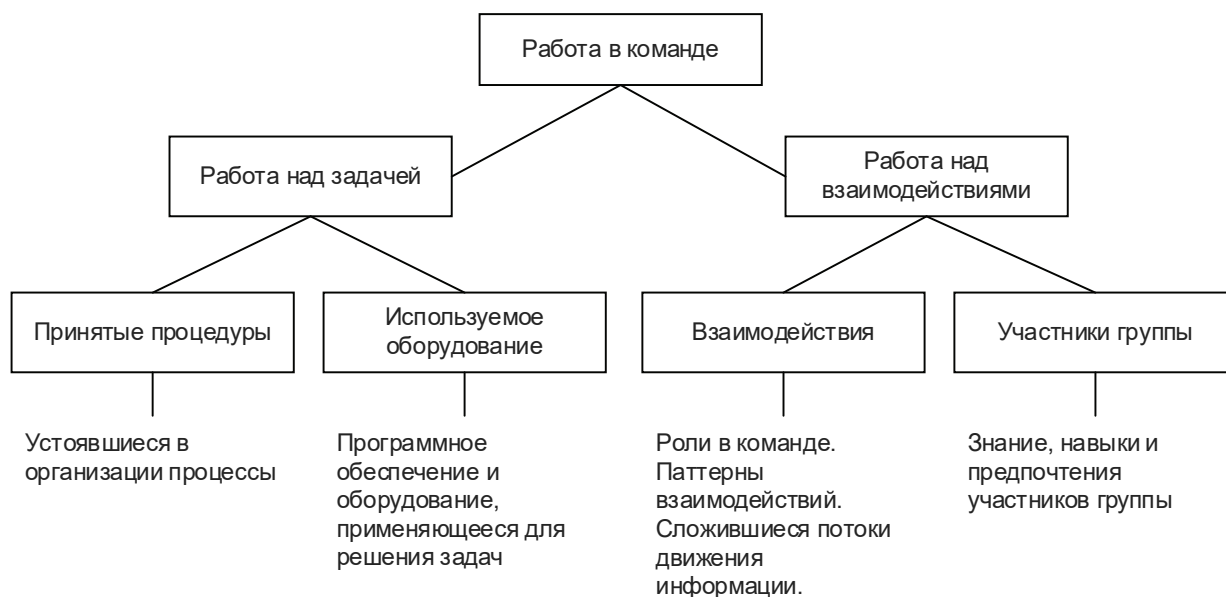 Работа в команде
Работа над задачей
Работа над
взаимодействиями
Принятые процедуры
Используемое
оборудование
Взаимодействия
Участники группы
Устоявшиеся в
организации процессы
Программное
обеспечение и
оборудование,
применяющееся для
решения задач
Роли в команде.
Паттерны
взаимодействий.
Сложившиеся потоки
движения
информации.
Знание, навыки и
предпочтения
участников группы